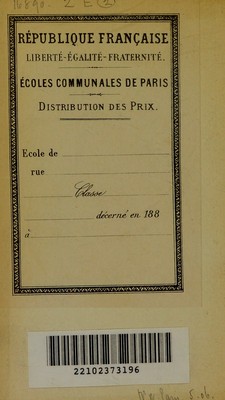 RÉPUBLIQUE FRANÇAISE
LIBERTÉ-ÉGALITÉ-FRATERNITÉ.
ÉCOLES COMMUNALES DE PARIS
DISTRIBUTION DES PRIX.
Ecole de
rue
Classe
décerné en 188
à
22102373196